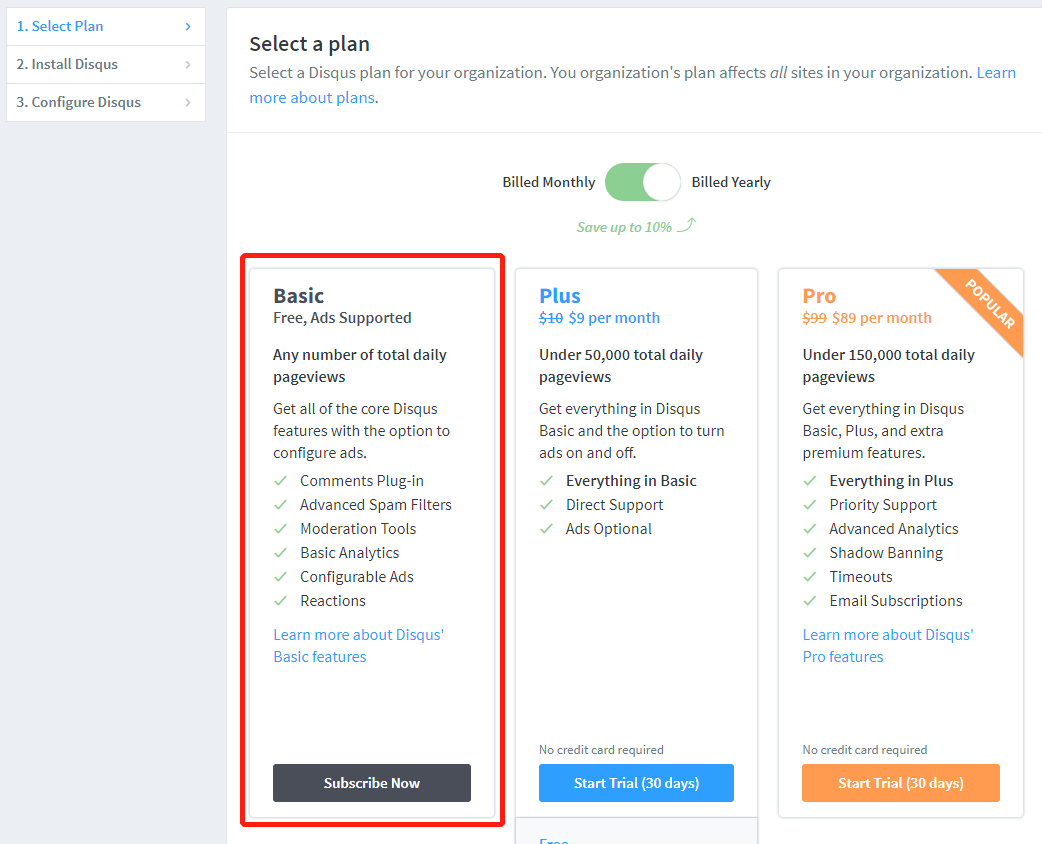 1. Select Plan
2. Install Disqus
3. Configure Disqus
Select a plan
Select a Disqus plan for your organization. You organization's plan affects all sites in your organization. Learn
more about plans.
Billed Monthly
Billed Yearly
Save up to 10%
Basic
Free, Ads Supported
Any number of total daily
pageviews
Get all of the core Disqus
features with the option to
configure ads.
Comments Plug-in
Advanced Spam Filters
Moderation Tools
Basic Analytics
Configurable Ads
Reactions
Learn more about Disqus'
Basic features
Subscribe Now
Plus
$10 $9 per month
Under 50,000 total daily
pageviews
Get everything in Disqus
Basic and the option to turn
ads on and off.
Everything in Basic
Direct Support
Ads Optional
No credit card required
Start Trial (30 days)
Free
POPULAR
Pro
$99 $89 per month
Under 150,000 total daily
pageviews
Get everything in Disqus
Basic, Plus, and extra
premium features.
Everything in Plus
Priority Support
Advanced Analytics
Shadow Banning
Timeouts
Email Subscriptions
Learn more about Disqus'
Pro features
No credit card required
Start Trial (30 days)